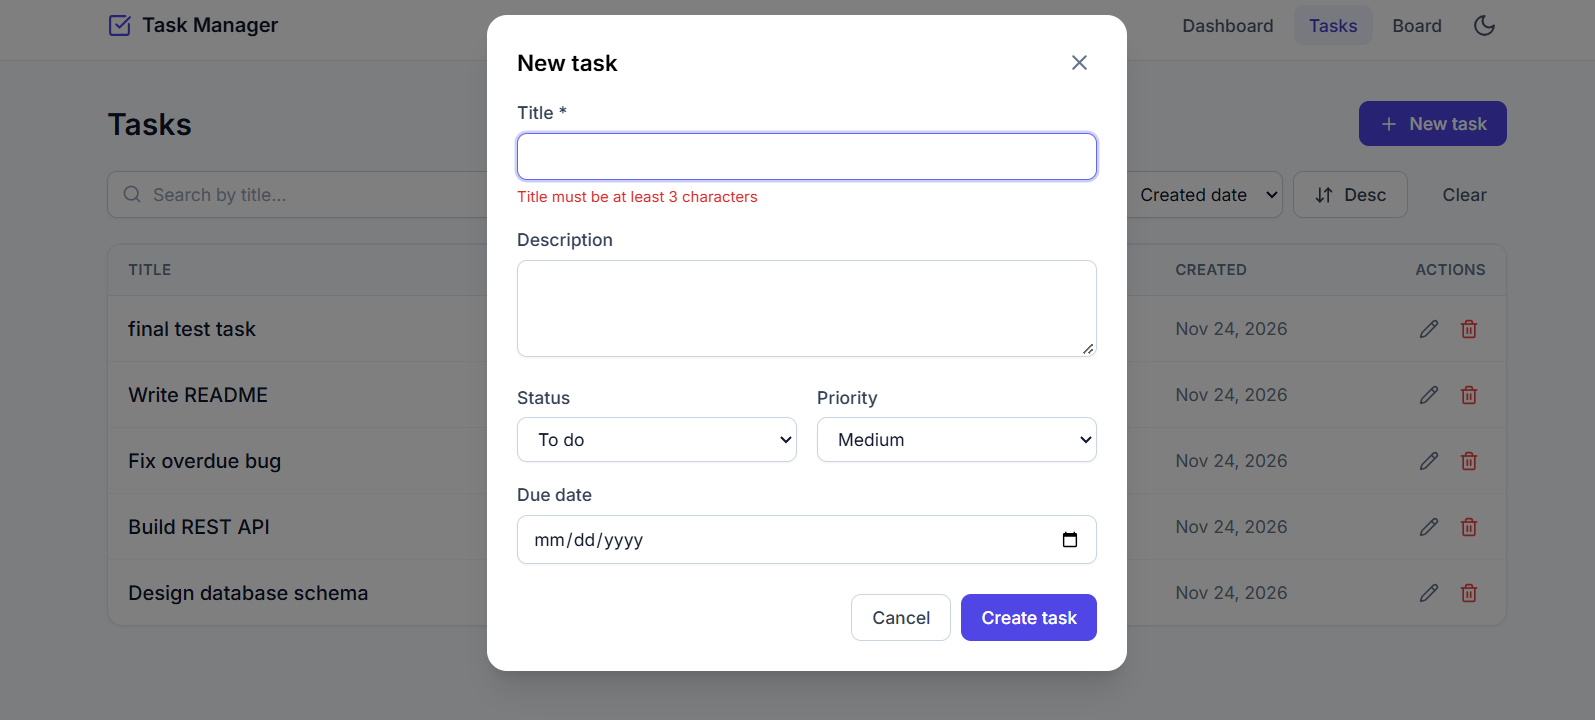 Task Manager
Dashboard
Tasks
Board
Tasks
New task
Search by title...
Created date
Desc
Clear
TITLE
CREATED
ACTIONS
final test task
Nov 24, 2026
Write README
Nov 24, 2026
Fix overdue bug
Nov 24, 2026
Build REST API
Nov 24, 2026
Design database schema
Nov 24, 2026
New task
Title *
Title must be at least 3 characters
Description
Status
Priority
To do
Medium
Due date
mm/dd/yyyy
Cancel
Create task